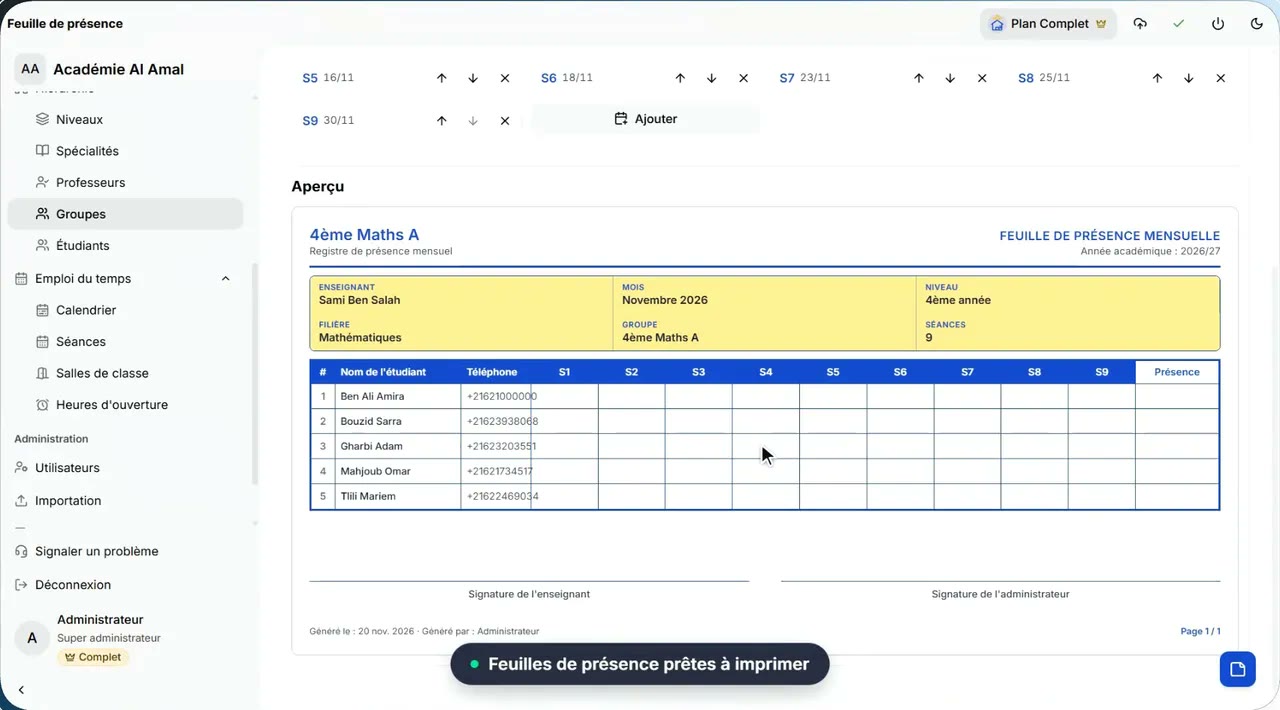 Feuille de présence
Plan Complet
AA Académie Al Amal
Niveaux
Spécialités
Professeurs
Groupes
Étudiants
Emploi du temps
Calendrier
Séances
Salles de classe
Heures d'ouverture
Administration
Utilisateurs
Importation
Signaler un problème
Déconnexion
A
Administrateur
Super administrateur
Complet
S5 16/11 S6 18/11 S7 23/11 S8 25/11
S9 30/11 Ajouter
Aperçu
4ème Maths A FEUILLE DE PRÉSENCE MENSUELLE
Registre de présence mensuel Année académique : 2026/27
ENSEIGNANT MOIS NIVEAU
Sami Ben Salah Novembre 2026 4ème année
FILIÈRE GROUPE SÉANCES
Mathématiques 4ème Maths A 9
# Nom de l'étudiant Téléphone S1 S2 S3 S4 S5 S6 S7 S8 S9 Présence
1 Ben Ali Amira +21621000000
2 Bouzid Sarra +21623938068
3 Gharbi Adam +21623203551
4 Mahjoub Omar +21621734517
5 Tlili Mariem +21622469034
Signature de l'enseignant Signature de l'administrateur
Généré le : 20 nov. 2026 · Généré par : Administrateur Page 1 / 1
Feuilles de présence prêtes à imprimer